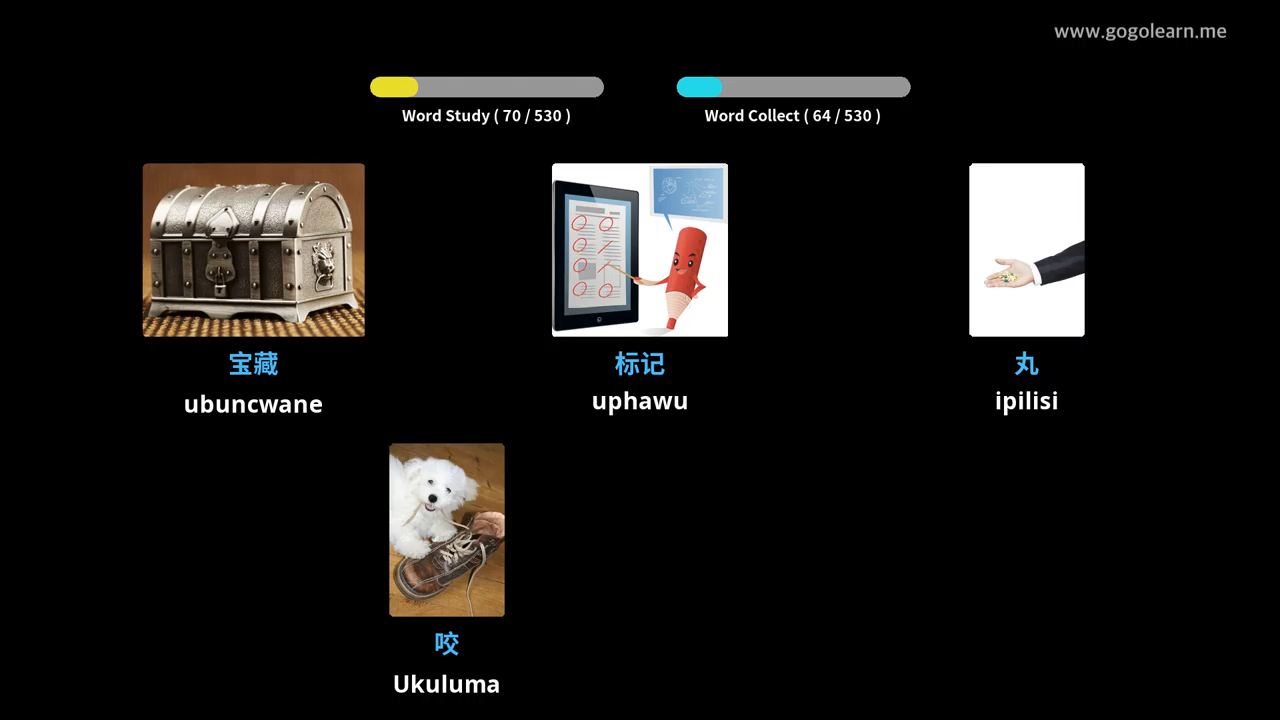 www.gogolearn.me
Word Study ( 70 / 530 )
Word Collect ( 64 / 530 )
宝藏
ubuncwane
标记
uphawu
丸
ipilisi
咬
Ukuluma